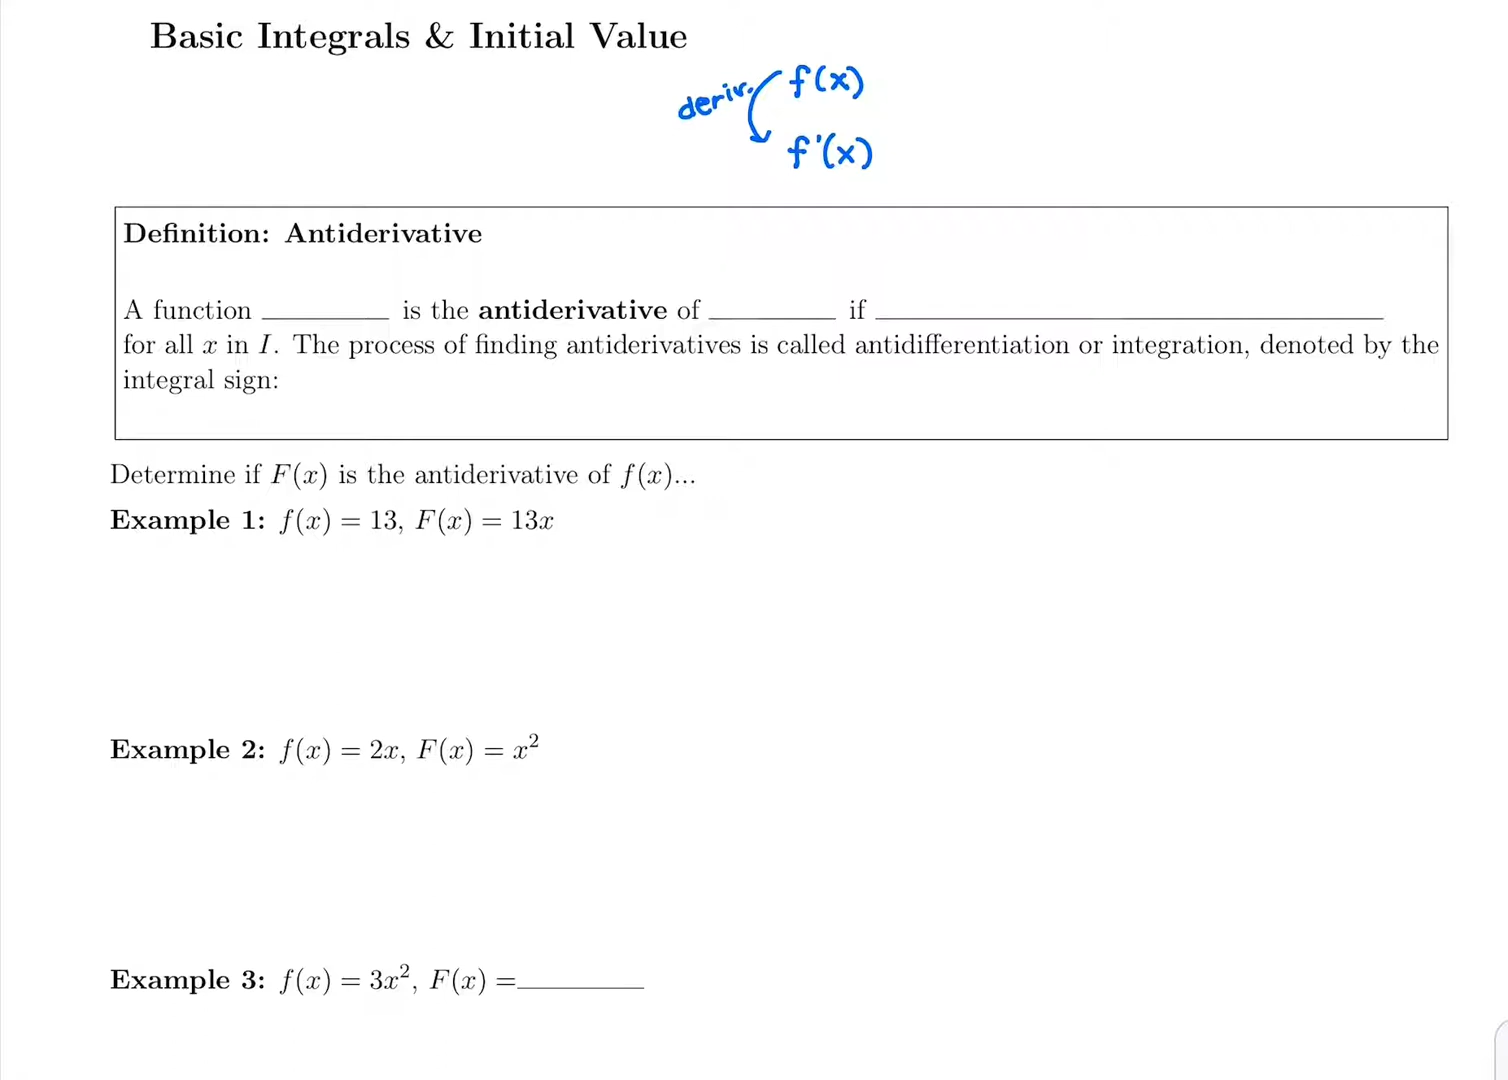 Basic Integrals & Initial Value
deriv. f(x)
f'(x)
Definition: Antiderivative
A function ________ is the antiderivative of ________ if ________________________________
for all x in I. The process of finding antiderivatives is called antidifferentiation or integration, denoted by the
integral sign:
Determine if F(x) is the antiderivative of f(x)...
Example 1: f(x) = 13, F(x) = 13x
Example 2: f(x) = 2x, F(x) = x²
Example 3: f(x) = 3x², F(x) =________